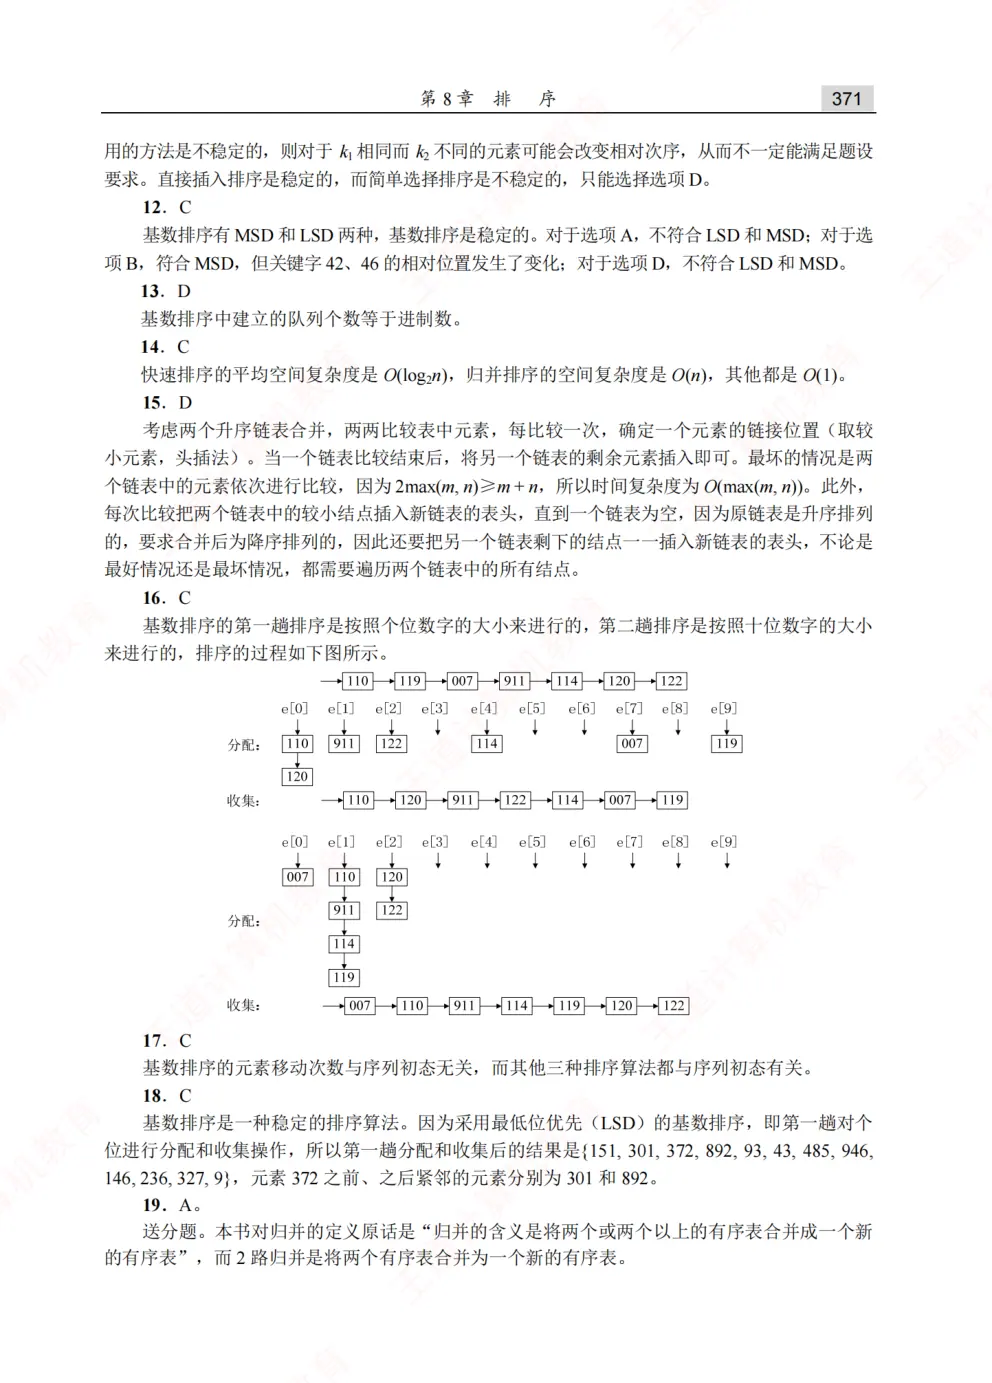 第 8 章 排 序
371
用的方法是不稳定的，则对于 k1 相同而 k2 不同的元素可能会改变相对次序，从而不一定能满足题设
要求。直接插入排序是稳定的，而简单选择排序是不稳定的，只能选择选项 D。
12．C
基数排序有 MSD 和 LSD 两种，基数排序是稳定的。对于选项 A，不符合 LSD 和 MSD；对于选
项 B，符合 MSD，但关键字 42、46 的相对位置发生了变化；对于选项 D，不符合 LSD 和 MSD。
13．D
基数排序中建立的队列个数等于进制数。
14．C
快速排序的平均空间复杂度是 O(log2n)，归并排序的空间复杂度是 O(n)，其他都是 O(1)。
15．D
考虑两个升序链表合并，两两比较表中元素，每比较一次，确定一个元素的链接位置（取较
小元素，头插法）。当一个链表比较结束后，将另一个链表的剩余元素插入即可。最坏的情况是两
个链表中的元素依次进行比较，因为 2max(m, n)≥m + n，所以时间复杂度为 O(max(m, n))。此外，
每次比较把两个链表中的较小结点插入新链表的表头，直到一个链表为空，因为原链表是升序排列
的，要求合并后为降序排列的，因此还要把另一个链表剩下的结点一一插入新链表的表头，不论是
最好情况还是最坏情况，都需要遍历两个链表中的所有结点。
16．C
基数排序的第一趟排序是按照个位数字的大小来进行的，第二趟排序是按照十位数字的大小
来进行的，排序的过程如下图所示。
110 119 007 911 114 120 122
e[0] e[1] e[2] e[3] e[4] e[5] e[6] e[7] e[8] e[9]
分配： 110 911 122 114 007 119
120
收集： 110 120 911 122 114 007 119
e[0] e[1] e[2] e[3] e[4] e[5] e[6] e[7] e[8] e[9]
007 110 120
911 122
分配：
114
119
收集： 007 110 911 114 119 120 122
17．C
基数排序的元素移动次数与序列初态无关，而其他三种排序算法都与序列初态有关。
18．C
基数排序是一种稳定的排序算法。因为采用最低位优先（LSD）的基数排序，即第一趟对个
位进行分配和收集操作，所以第一趟分配和收集后的结果是{151, 301, 372, 892, 93, 43, 485, 946,
146, 236, 327, 9}，元素 372 之前、之后紧邻的元素分别为 301 和 892。
19．A。
送分题。本书对归并的定义原话是“归并的含义是将两个或两个以上的有序表合并成一个新
的有序表”，而 2 路归并是将两个有序表合并为一个新的有序表。